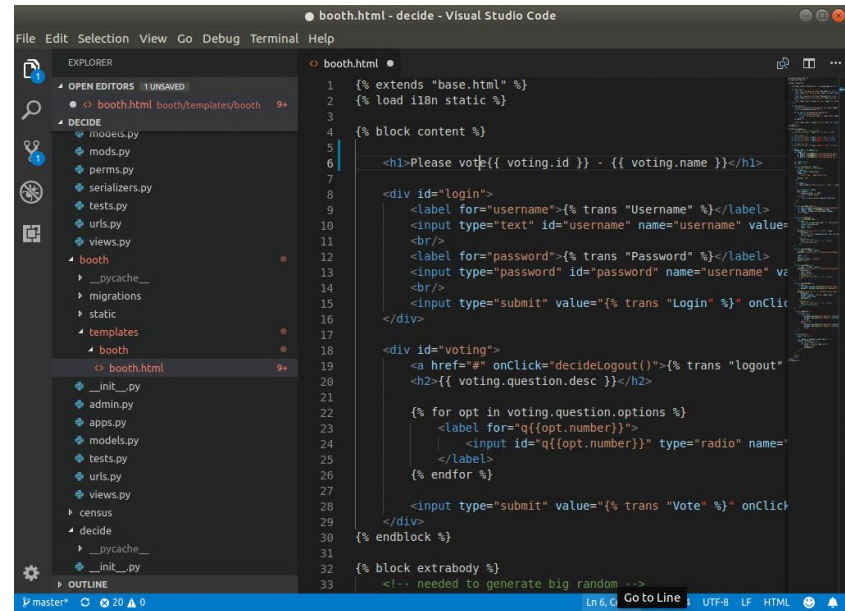 ● booth.html - decide - Visual Studio Code
File Edit Selection View Go Debug Terminal Help
1
1
EXPLORER
OPEN EDITORS 1 UNSAVED
● <> booth.html booth/templates/booth 9+
DECIDE
models.py
mods.py
perms.py
serializers.py
tests.py
urls.py
views.py
booth
__pycache__
migrations
static
templates
booth
<> booth.html 9+
__init__.py
admin.py
apps.py
models.py
tests.py
urls.py
views.py
census
decide
__pycache__
__init__.py
OUTLINE
<> booth.html ●
1 {% extends "base.html" %}
2 {% load i18n static %}
3
4 {% block content %}
5
6 <h1>Please vote{{ voting.id }} - {{ voting.name }}</h1>
7
8 <div id="login">
9 <label for="username">{% trans "Username" %}</label>
10 <input type="text" id="username" name="username" value=
11 <br/>
12 <label for="password">{% trans "Password" %}</label>
13 <input type="password" id="password" name="username" va
14 <br/>
15 <input type="submit" value="{% trans "Login" %}" onClic
16 </div>
17
18 <div id="voting">
19 <a href="#" onClick="decideLogout()">{% trans "logout"
20 <h2>{{ voting.question.desc }}</h2>
21
22 {% for opt in voting.question.options %}
23 <label for="q{{opt.number}}">
24 <input id="q{{opt.number}}" type="radio" name="
25 </label>
26 {% endfor %}
27
28 <input type="submit" value="{% trans "Vote" %}" onClick
29 </div>
30 {% endblock %}
31
32 {% block extrabody %}
33 <!-- needed to generate big random -->
Go to Line
master* 20 0 Ln 6, C 4 UTF-8 LF HTML